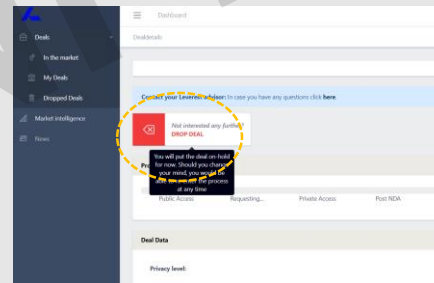 Dashboard
Deals
Dealdetails
In the market
My Deals
Dropped Deals
Market intelligence
News
Contact your Leverest advisor: In case you have any questions click here.
Not interested any further?
DROP DEAL
You will put the deal on-hold
for now. Should you change
your mind, you would be
able to the process
at any time
Public Access
Requesting...
Private Access
Post NDA
Deal Data
Privacy level: